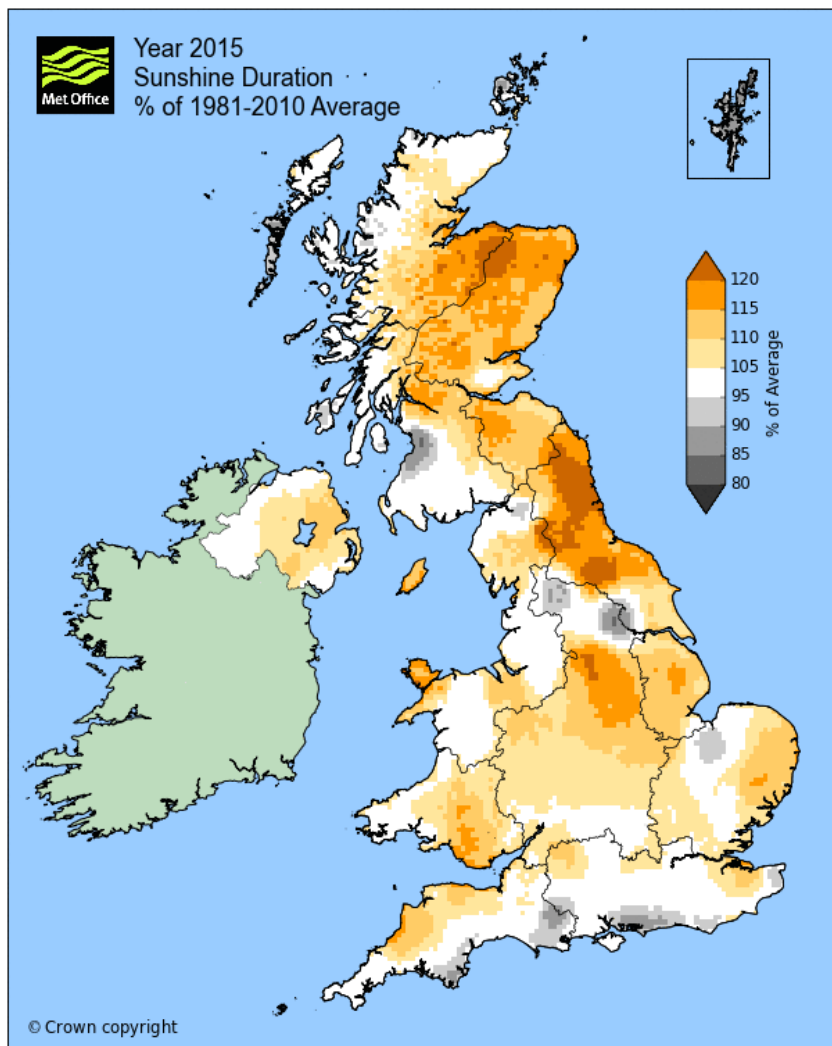 Year 2015
Sunshine Duration
% of 1981-2010 Average
Met Office
120
115
110
105
95
90
85
80
% of Average
© Crown copyright